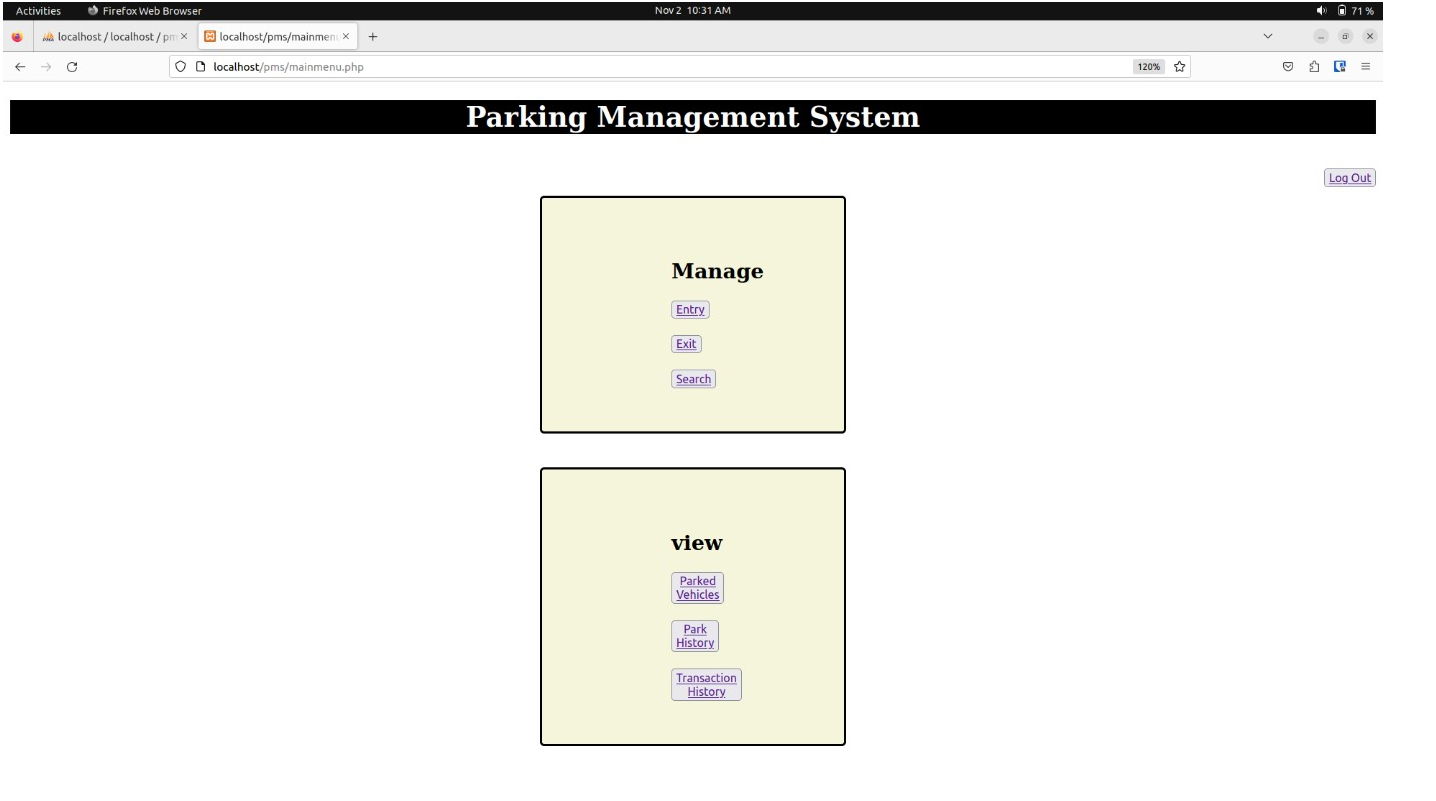 Activities Firefox Web Browser Nov 2 10:31 AM 71 %
localhost / localhost / pm localhost/pms/mainmenu
localhost/pms/mainmenu.php 120%
Parking Management System
Log Out
Manage
Entry
Exit
Search
view
Parked
Vehicles
Park
History
Transaction
History